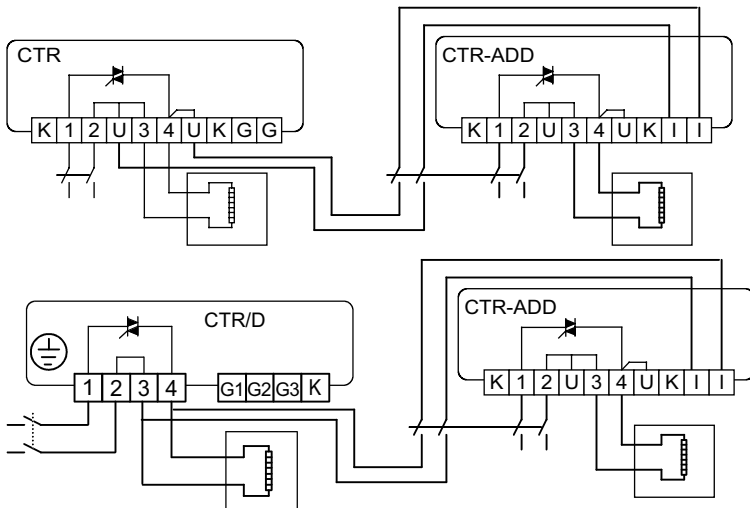 CTR
K 1 2 U 3 4 U K G G
CTR-ADD
K 1 2 U 3 4 U K I I
CTR/D
1 2 3 4 G1 G2 G3 K
CTR-ADD
K 1 2 U 3 4 U K I I